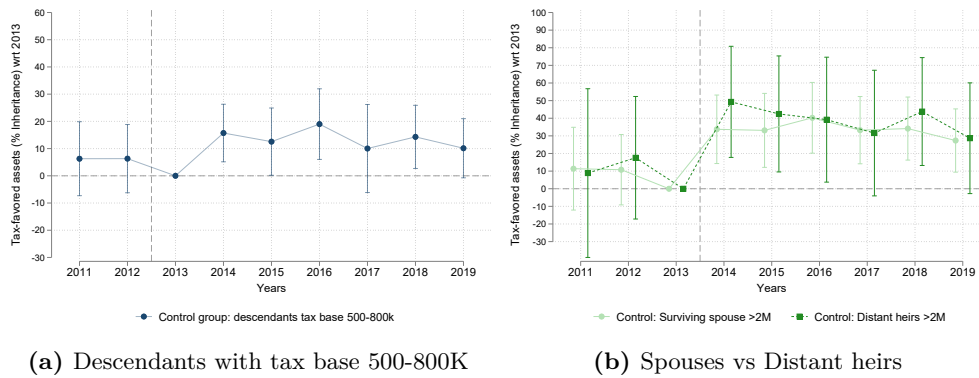 Tax-favored assets (% Inheritance) wrt 2013
60
50
40
30
20
10
0
-10
-20
-30
2011 2012 2013 2014 2015 2016 2017 2018 2019
Years
Control group: descendants tax base 500-800k
(a) Descendants with tax base 500-800K
Tax-favored assets (% Inheritance) wrt 2013
100
90
80
70
60
50
40
30
20
10
0
-10
-20
-30
2011 2012 2013 2014 2015 2016 2017 2018 2019
Years
Control: Surviving spouse >2M Control: Distant heirs >2M
(b) Spouses vs Distant heirs